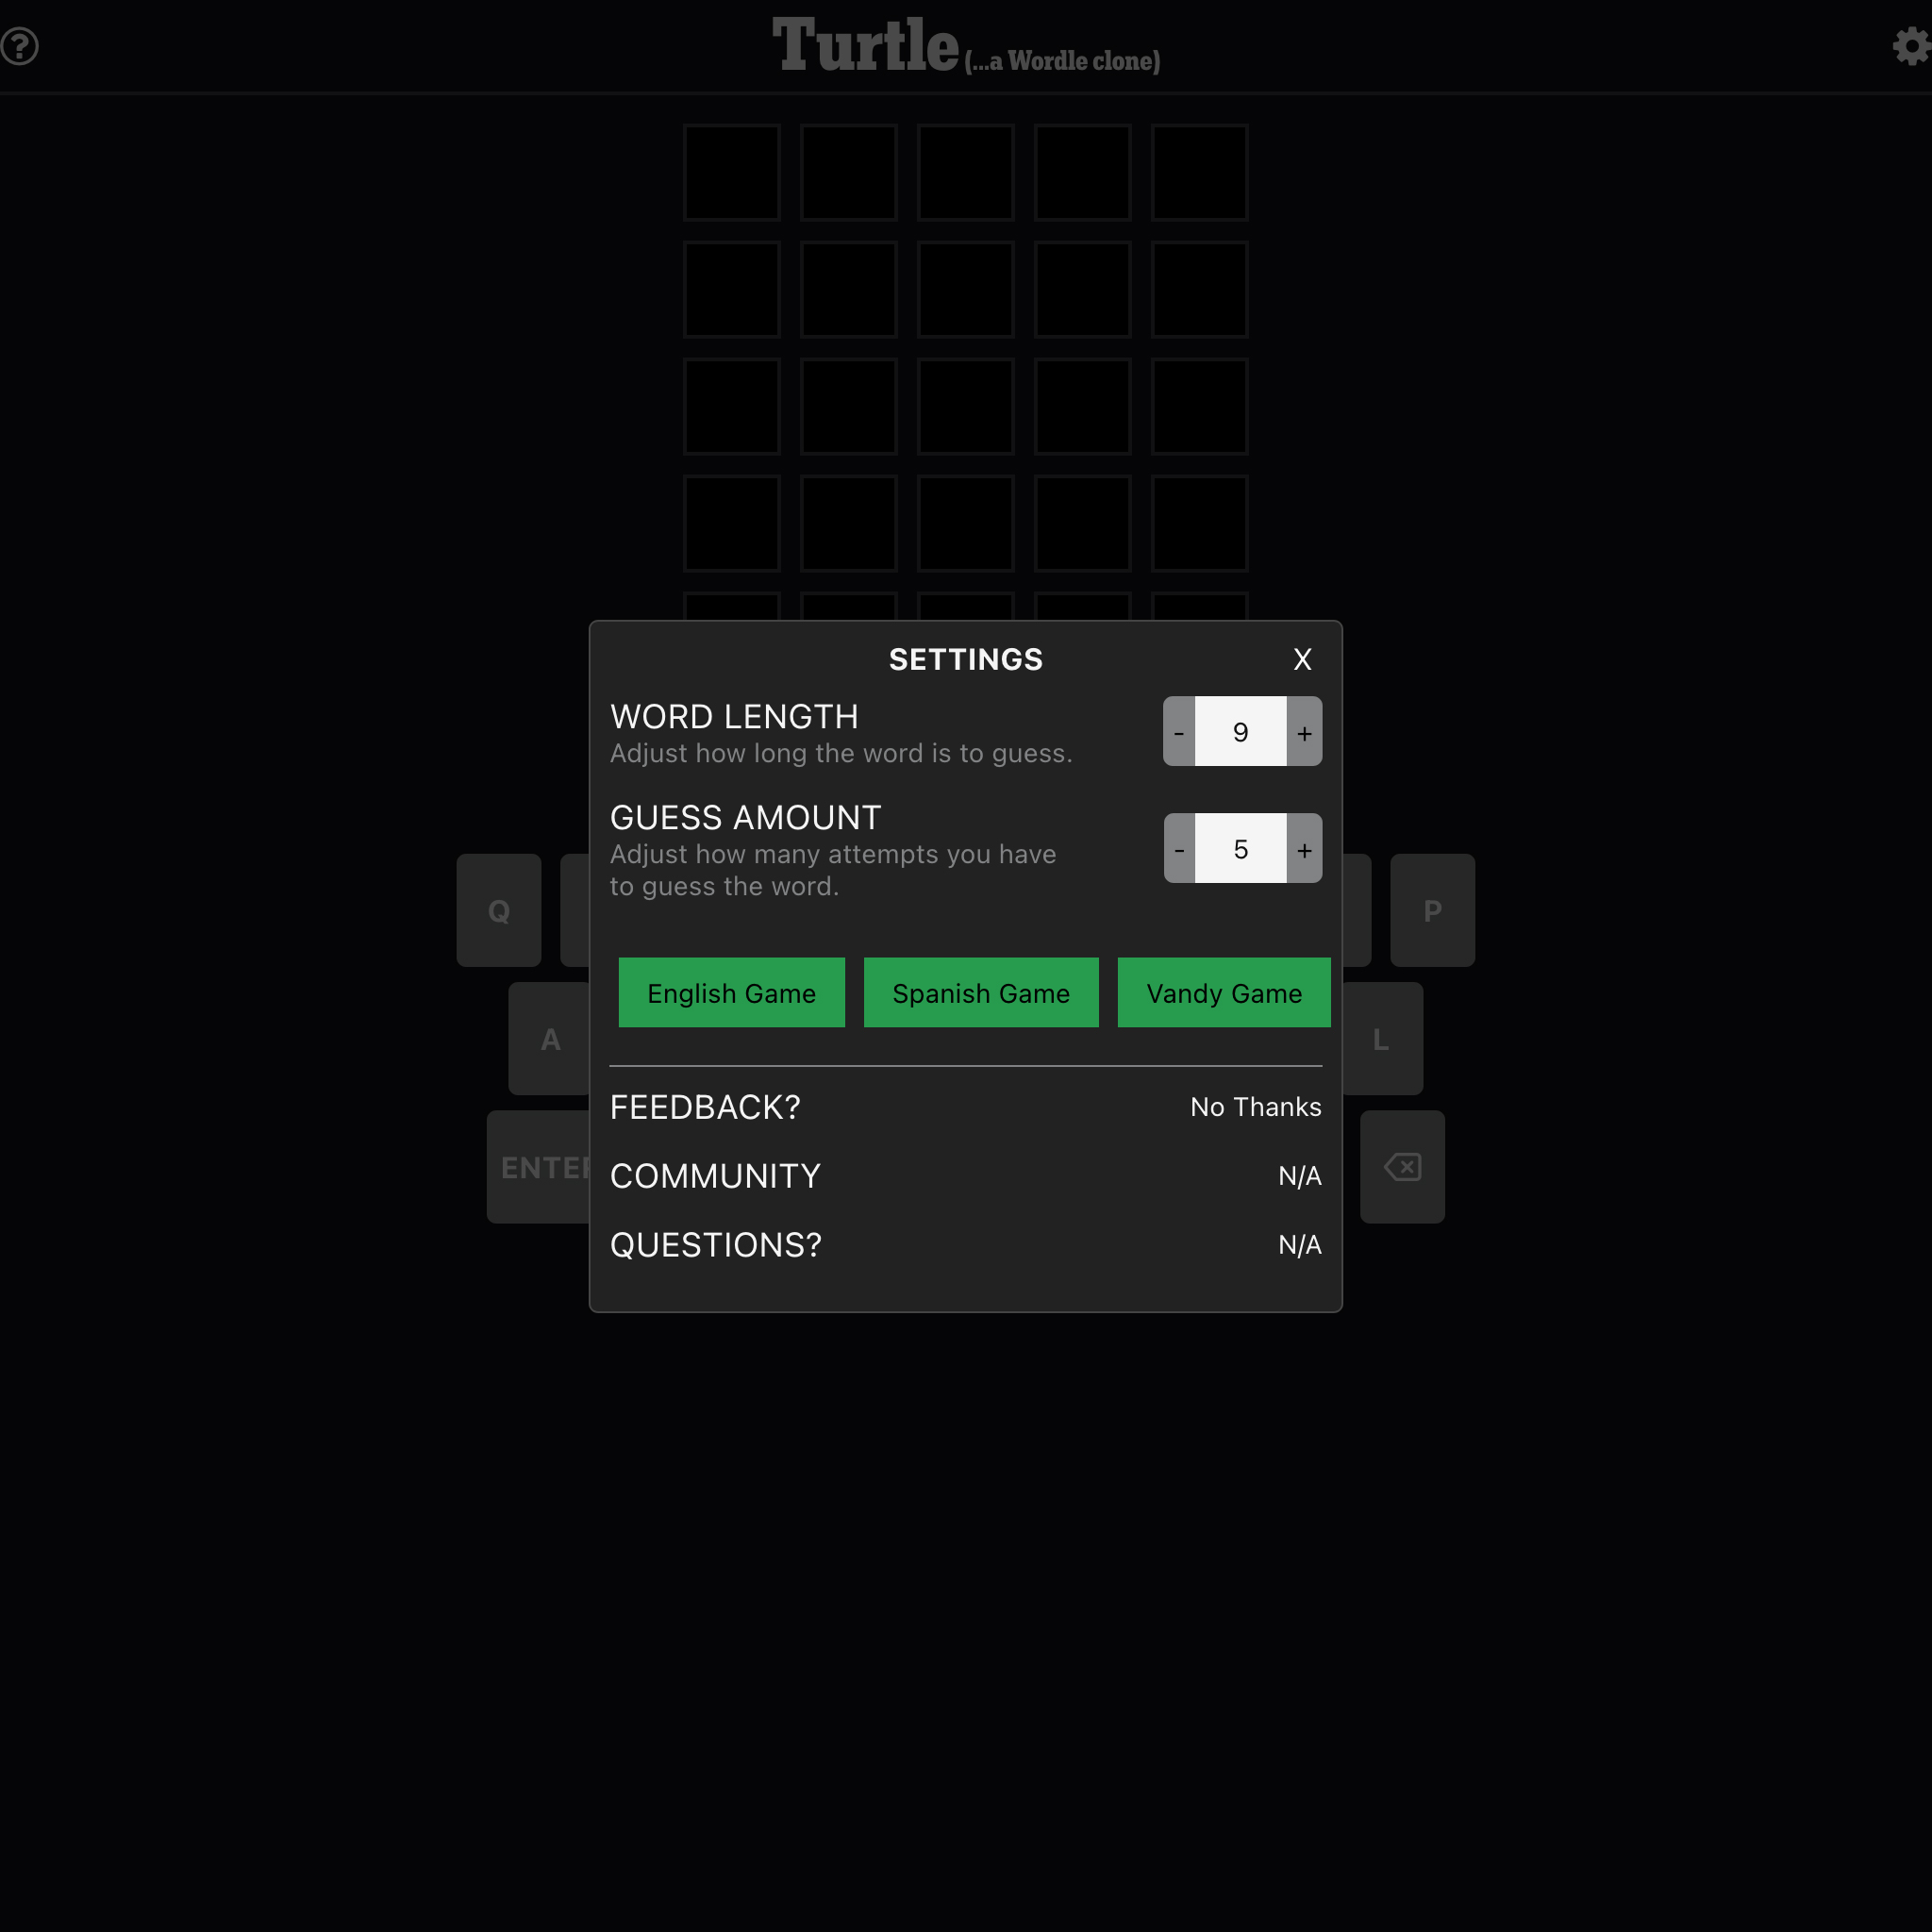 Turtle (...a Wordle clone)
SETTINGS X
WORD LENGTH
Adjust how long the word is to guess.
- 9 +
GUESS AMOUNT
Adjust how many attempts you have
to guess the word.
- 5 +
Q P
English Game Spanish Game Vandy Game
A L
FEEDBACK? No Thanks
ENTER
COMMUNITY N/A
QUESTIONS? N/A